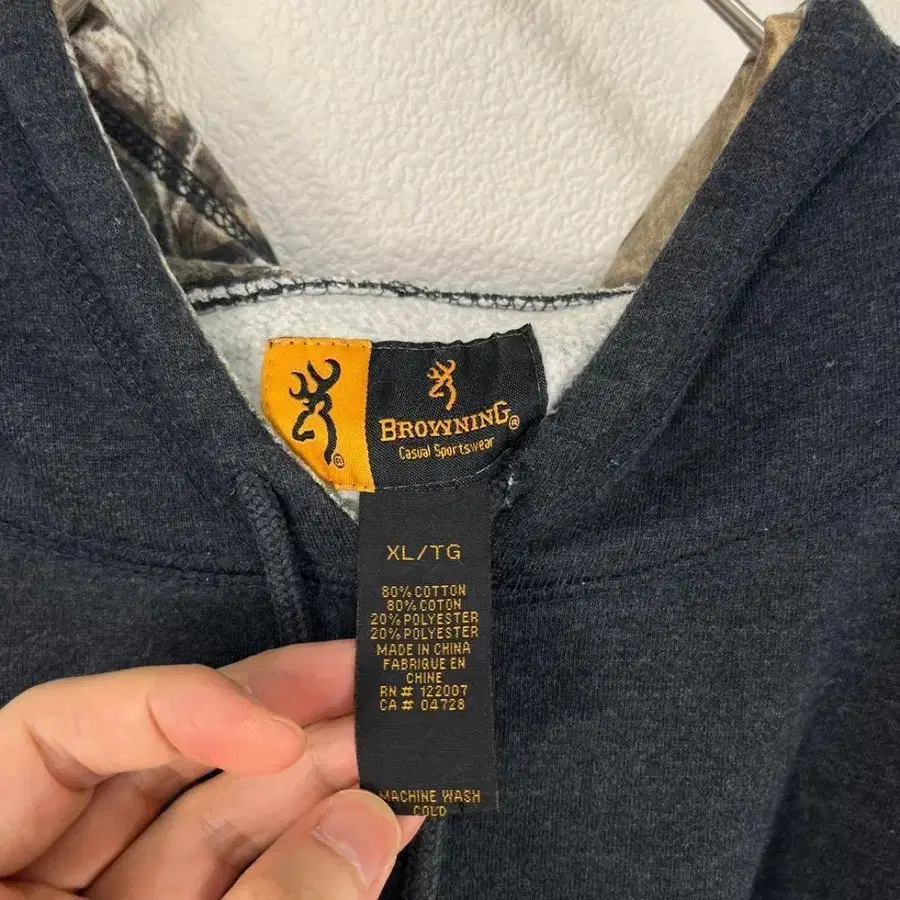 ®
BROWNING®
Casual Sportswear
XL/TG
80% COTTON
80% COTON
20% POLYESTER
20% POLYESTER
MADE IN CHINA
FABRIQUE EN
CHINE
RN # 122007
CA # 04728
MACHINE WASH
COLD